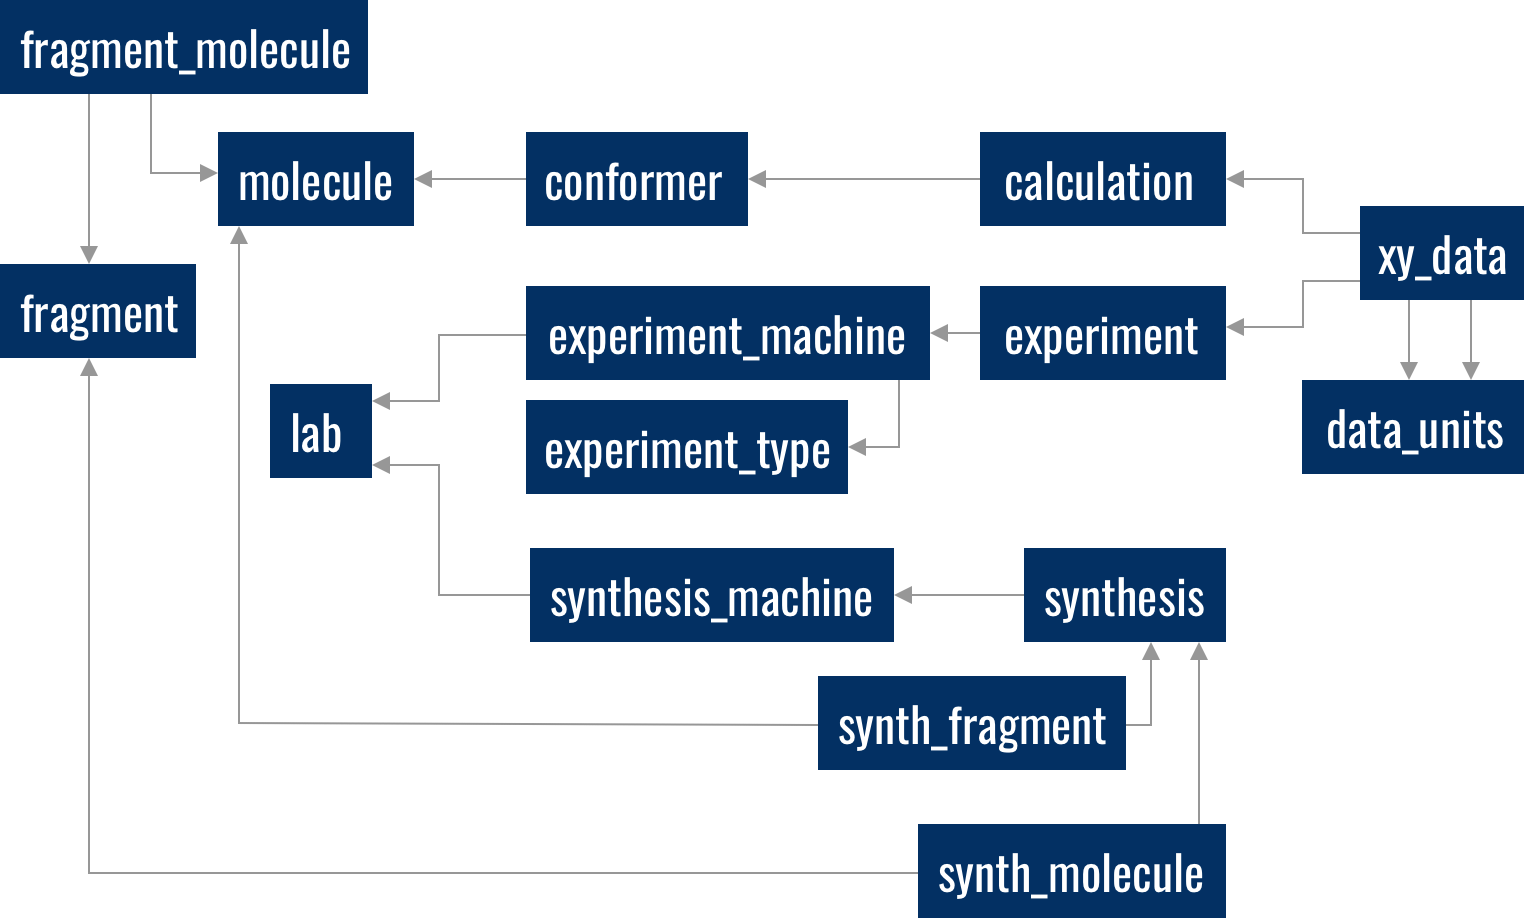 fragment_molecule
molecule
conformer
calculation
xy_data
fragment
experiment_machine
experiment
lab
experiment_type
data_units
synthesis_machine
synthesis
synth_fragment
synth_molecule